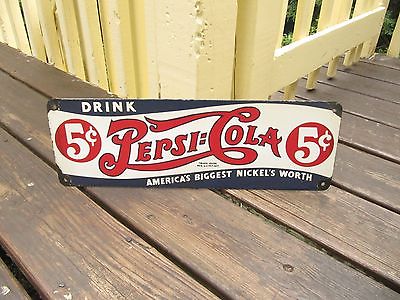 DRINK
5¢ PEPSI=COLA 5¢
AMERICA'S BIGGEST NICKEL'S WORTH